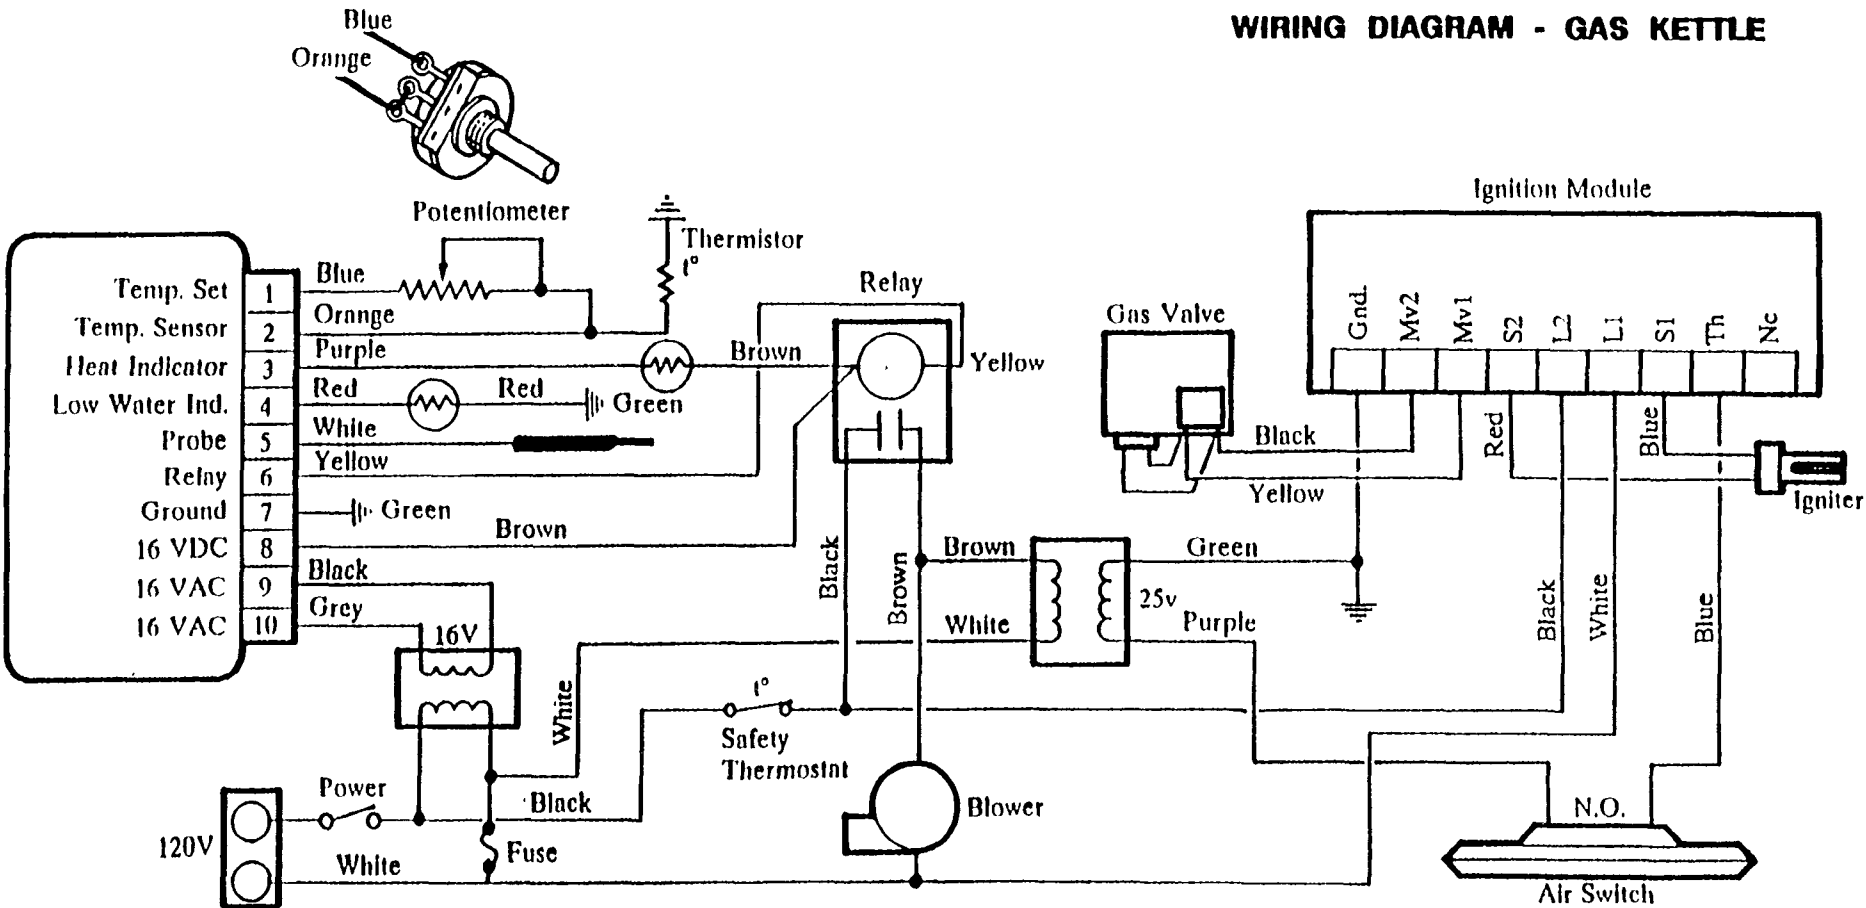 WIRING DIAGRAM - GAS KETTLE
Blue
Orange
Potentiometer
Thermistor
t°
Relay
Ignition Module
Gas Valve
Gnd.
Mv2
Mv1
S2
L2
L1
S1
Th
Nc
Temp. Set 1 Blue
Temp. Sensor 2 Orange
Heat Indicator 3 Purple Brown Yellow
Low Water Ind. 4 Red Red Green
Probe 5 White
Relay 6 Yellow
Ground 7 Green
16 VDC 8 Brown
16 VAC 9 Black
16 VAC 10 Grey
16V
Black
Yellow
Red
Blue
Igniter
Black
Brown
Brown
White
25v
Green
Purple
Black
White
Blue
White
t°
Safety
Thermostat
Power
Black
Blower
120V
White
Fuse
N.O.
Air Switch